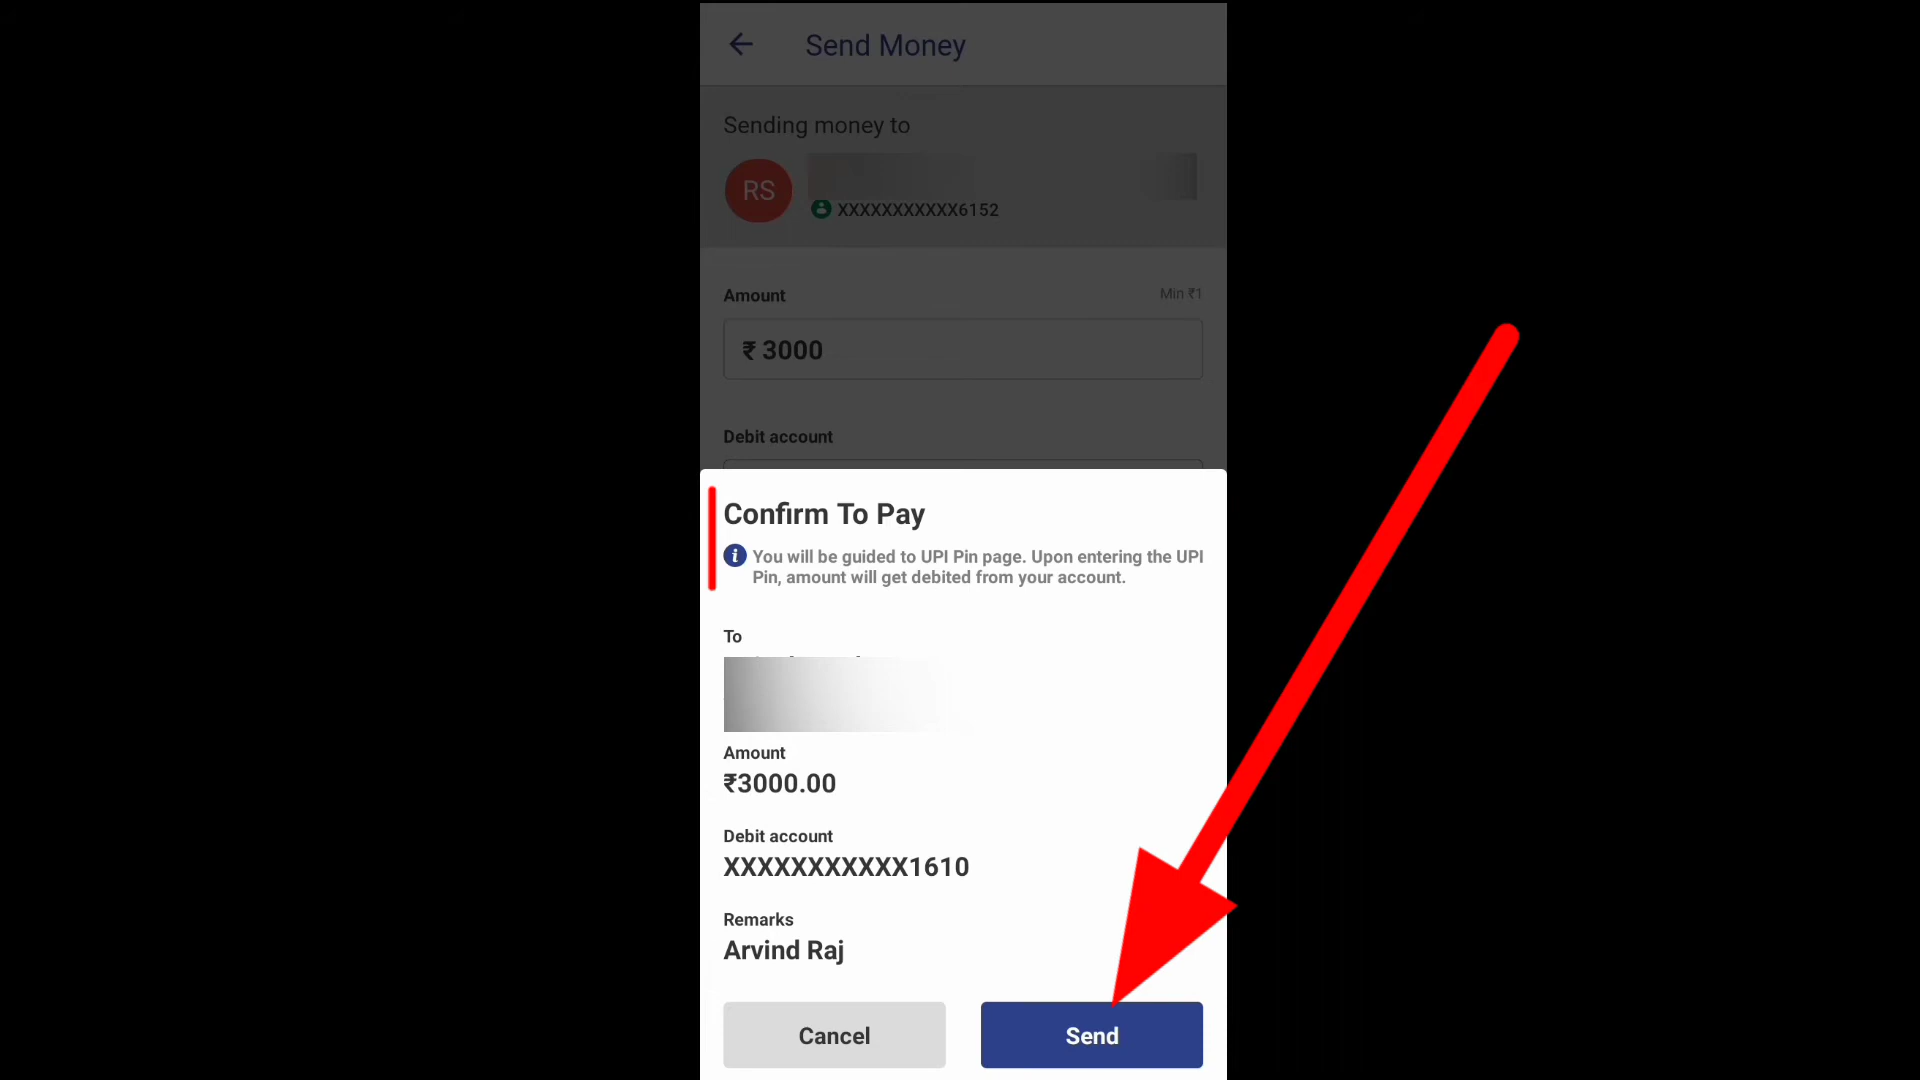 Send Money
Sending money to
RS
XXXXXXXXXXX6152
Amount
Min ₹1
₹ 3000
Debit account
Confirm To Pay
You will be guided to UPI Pin page. Upon entering the UPI
Pin, amount will get debited from your account.
To
Amount
₹3000.00
Debit account
XXXXXXXXXXX1610
Remarks
Arvind Raj
Cancel
Send